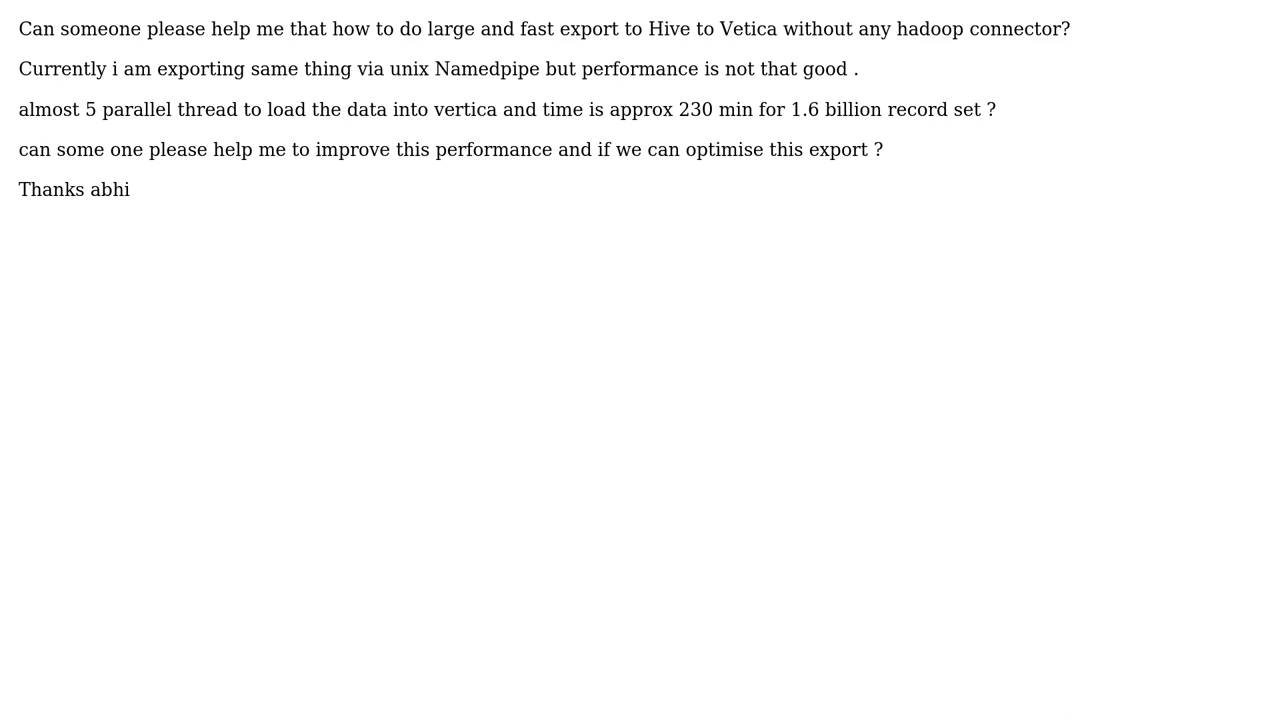 Can someone please help me that how to do large and fast export to Hive to Vetica without any hadoop connector?
Currently i am exporting same thing via unix Namedpipe but performance is not that good .
almost 5 parallel thread to load the data into vertica and time is approx 230 min for 1.6 billion record set ?
can some one please help me to improve this performance and if we can optimise this export ?
Thanks abhi